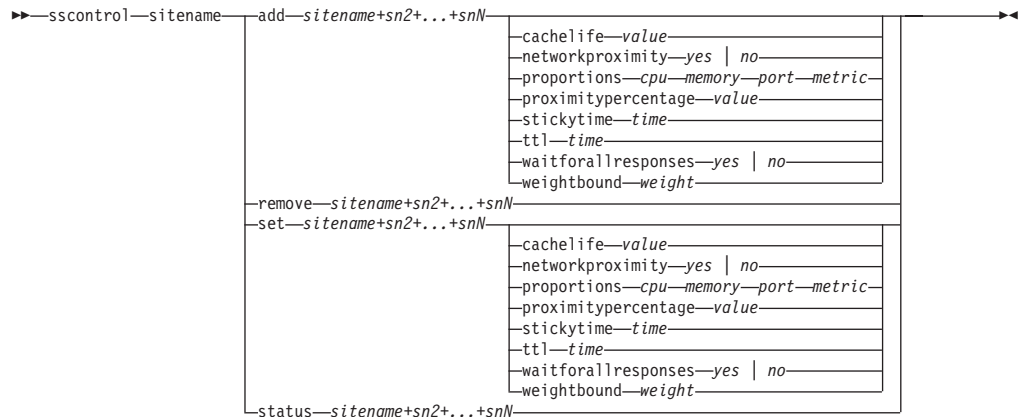 sscontrol sitename add sitename+sn2+...+snN
cachelife value
networkproximity yes | no
proportions cpu memory port metric
proximitypercentage value
stickytime time
ttl time
waitforallresponses yes | no
weightbound weight
remove sitename+sn2+...+snN
set sitename+sn2+...+snN
cachelife value
networkproximity yes | no
proportions cpu memory port metric
proximitypercentage value
stickytime time
ttl time
waitforallresponses yes | no
weightbound weight
status sitename+sn2+...+snN